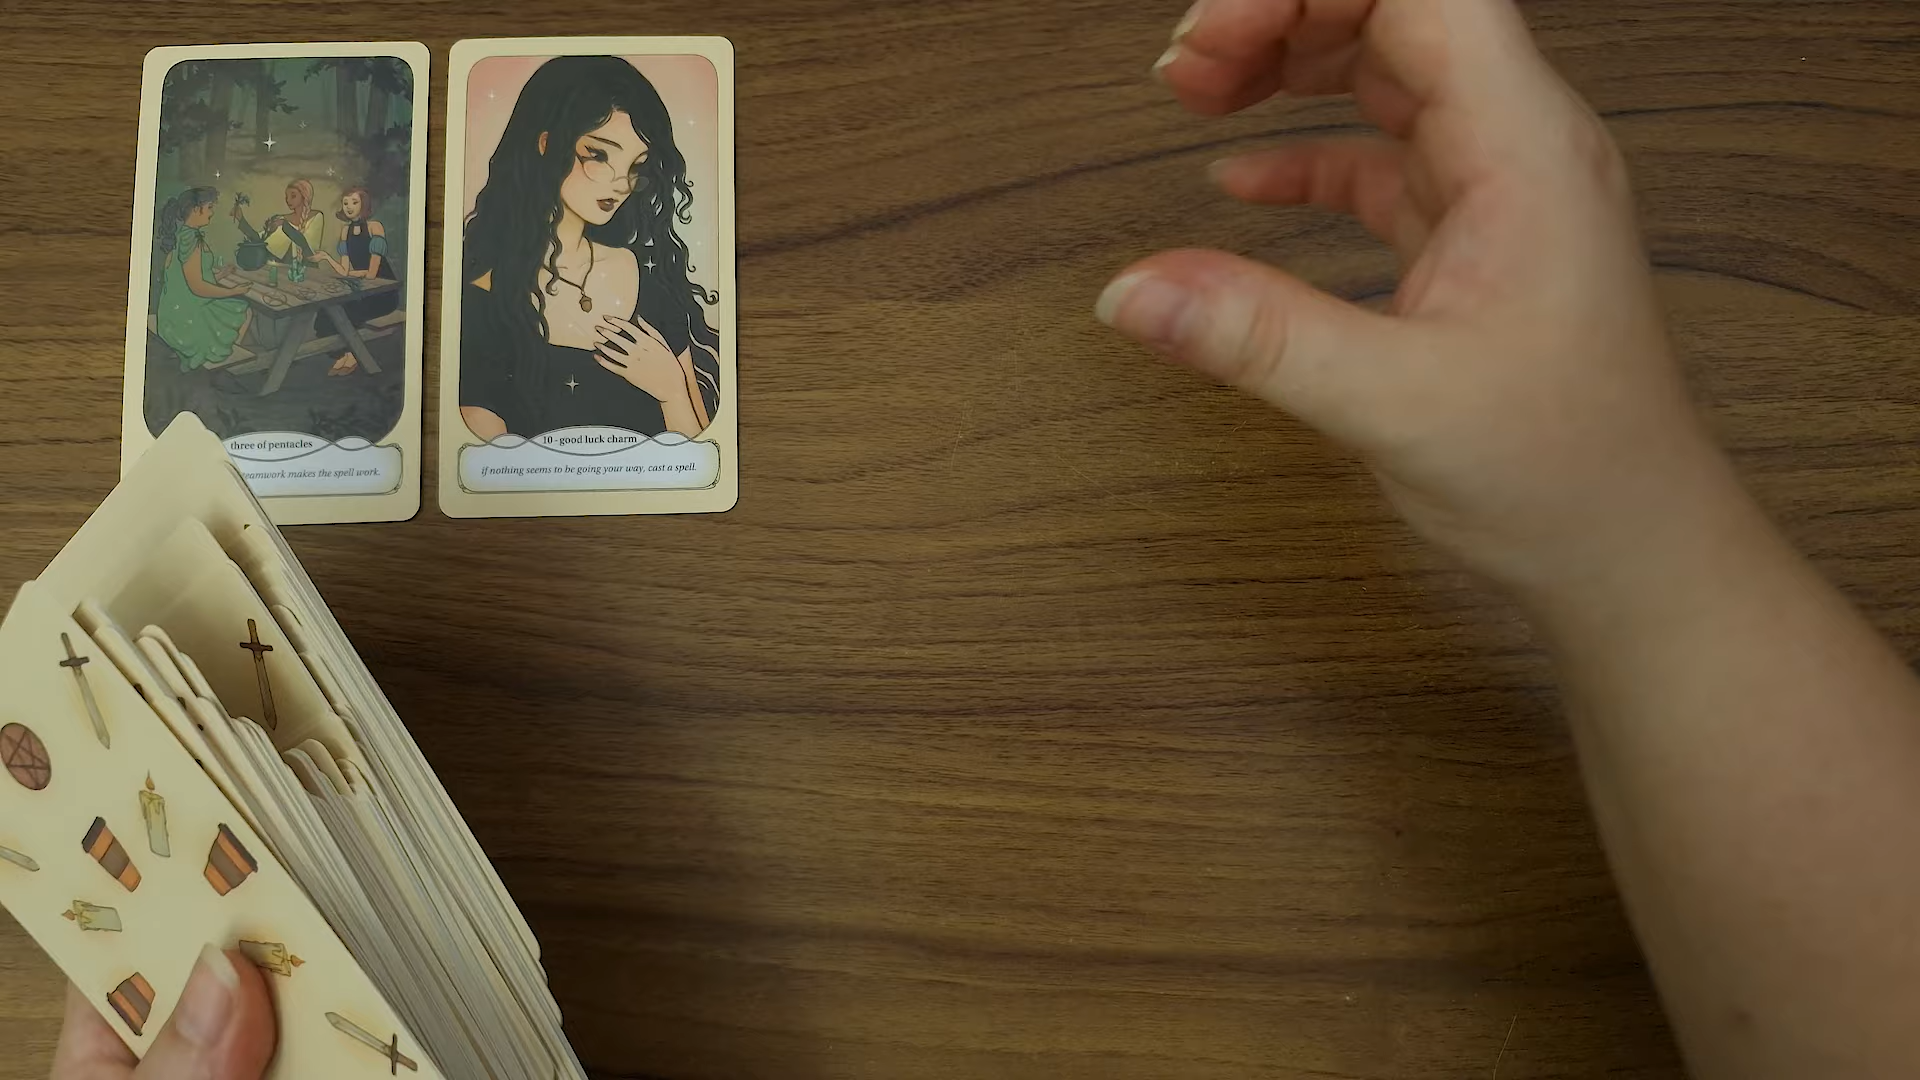 three of pentacles
teamwork makes the spell work.
10 - good luck charm
if nothing seems to be going your way, cast a spell.